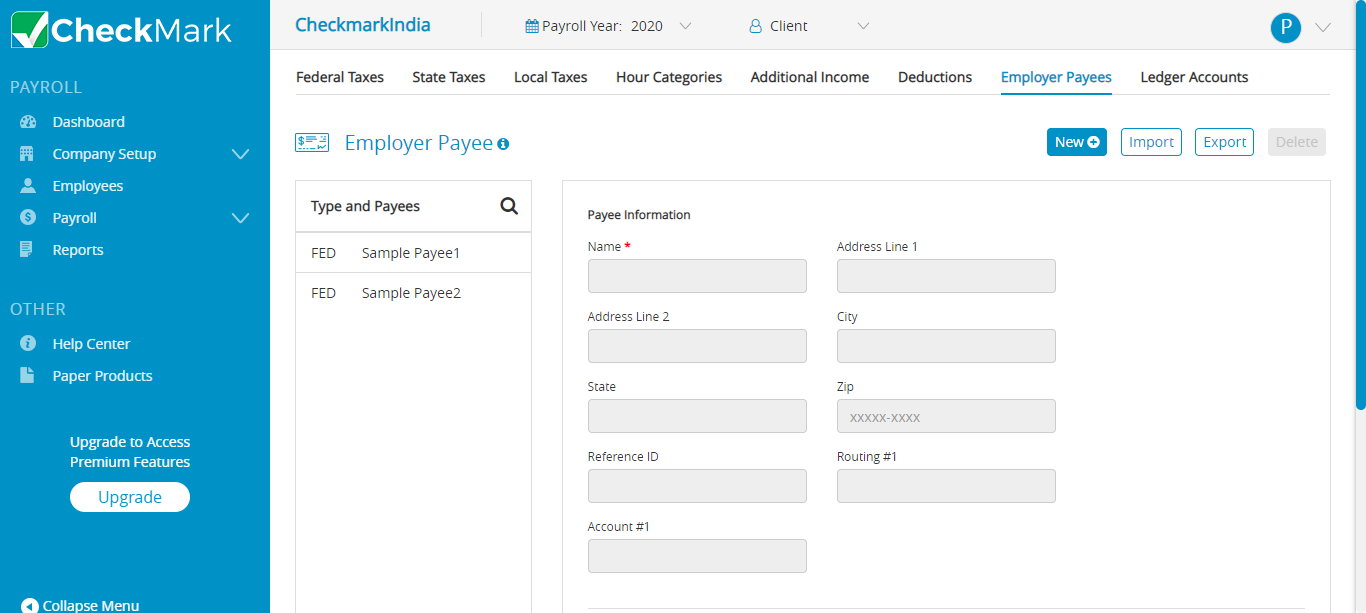 CheckMark
CheckmarkIndia
Payroll Year: 2020
Client
P
PAYROLL
Dashboard
Company Setup
Employees
Payroll
Reports
OTHER
Help Center
Paper Products
Upgrade to Access
Premium Features
Upgrade
Collapse Menu
Federal Taxes State Taxes Local Taxes Hour Categories Additional Income Deductions Employer Payees Ledger Accounts
Employer Payee
New Import Export Delete
Type and Payees
FED Sample Payee1
FED Sample Payee2
Payee Information
Name * Address Line 1
Address Line 2 City
State Zip
xxxxx-xxxx
Reference ID Routing #1
Account #1